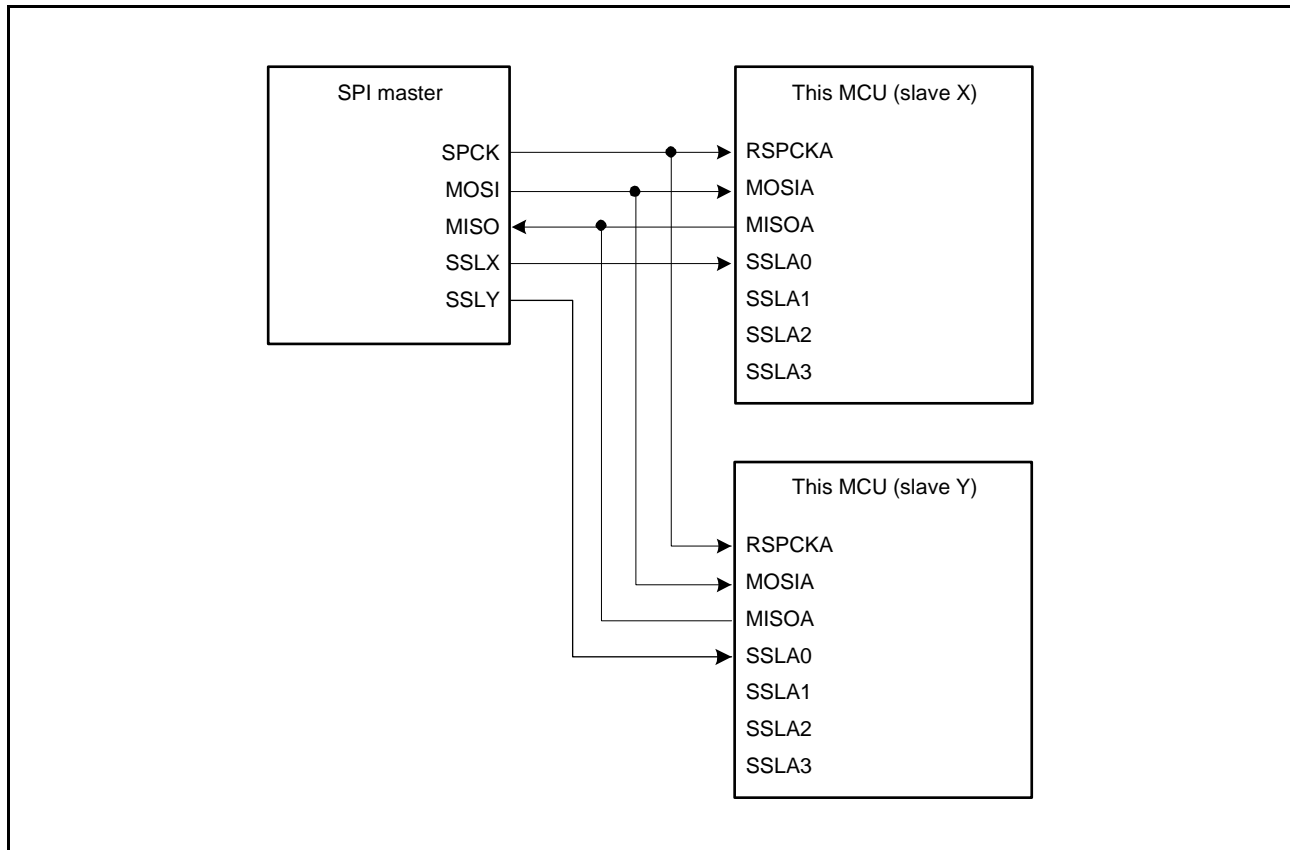 SPI master
SPCK
MOSI
MISO
SSLX
SSLY
This MCU (slave X)
RSPCKA
MOSIA
MISOA
SSLA0
SSLA1
SSLA2
SSLA3
This MCU (slave Y)
RSPCKA
MOSIA
MISOA
SSLA0
SSLA1
SSLA2
SSLA3